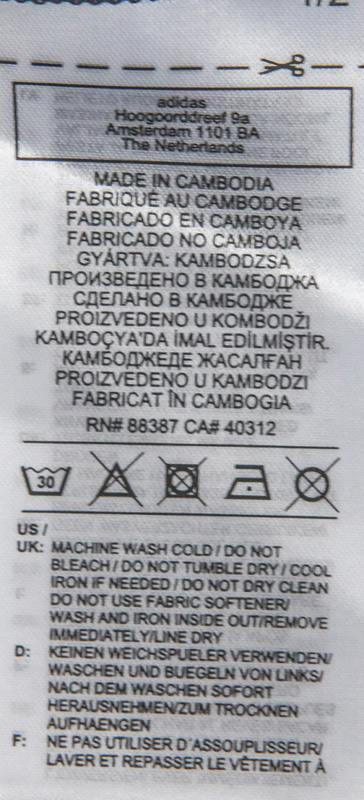 adidas
Hoogoorddreef 9a
Amsterdam 1101 BA
The Netherlands
MADE IN CAMBODIA
FABRIQUÉ AU CAMBODGE
FABRICADO EN CAMBOYA
FABRICADO NO CAMBOJA
GYÁRTVA: KAMBODZSA
ПРОИЗВЕДЕНО В КАМБОДЖА
СДЕЛАНО В КАМБОДЖЕ
PROIZVEDENO U KOMBODŽI
KAMBOÇYA'DA İMAL EDİLMİŞTİR.
КАМБОДЖЕДЕ ЖАСАЛҒАН
PROIZVEDENO U KAMBODZI
FABRICAT ÎN CAMBOGIA
RN# 88387 CA# 40312
30
US /
UK: MACHINE WASH COLD / DO NOT
BLEACH / DO NOT TUMBLE DRY / COOL
IRON IF NEEDED / DO NOT DRY CLEAN
DO NOT USE FABRIC SOFTENER/
WASH AND IRON INSIDE OUT/REMOVE
IMMEDIATELY/LINE DRY
D: KEINEN WEICHSPUELER VERWENDEN/
WASCHEN UND BUEGELN VON LINKS/
NACH DEM WASCHEN SOFORT
HERAUSNEHMEN/ZUM TROCKNEN
AUFHAENGEN
F: NE PAS UTILISER D'ASSOUPLISSEUR/
LAVER ET REPASSER LE VÊTEMENT À